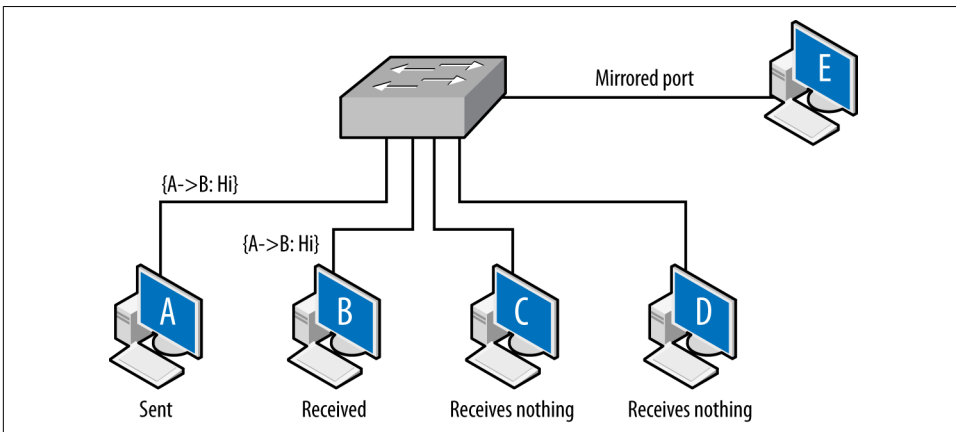 E
Mirrored port
{A->B: Hi}
{A->B: Hi}
A
B
C
D
Sent
Received
Receives nothing
Receives nothing